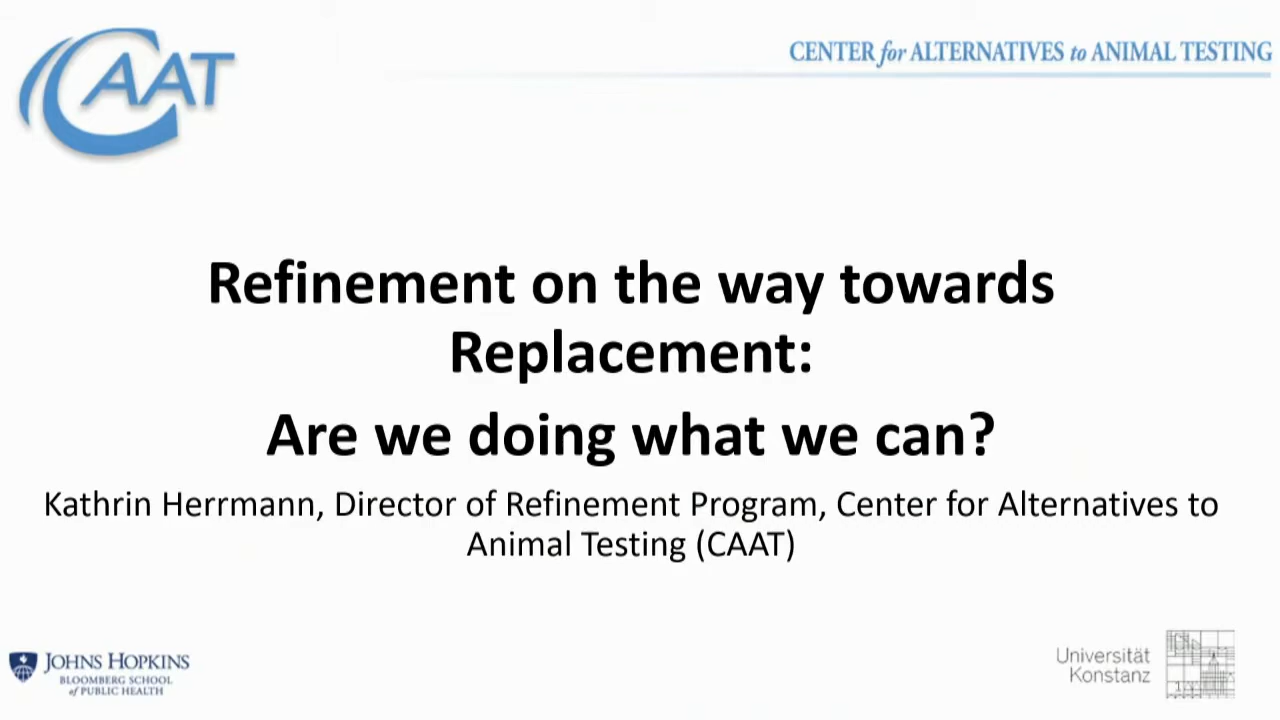 CAAT
CENTER for ALTERNATIVES to ANIMAL TESTING
Refinement on the way towards
Replacement:
Are we doing what we can?
Kathrin Herrmann, Director of Refinement Program, Center for Alternatives to
Animal Testing (CAAT)
JOHNS HOPKINS
BLOOMBERG SCHOOL
of PUBLIC HEALTH
Universität
Konstanz